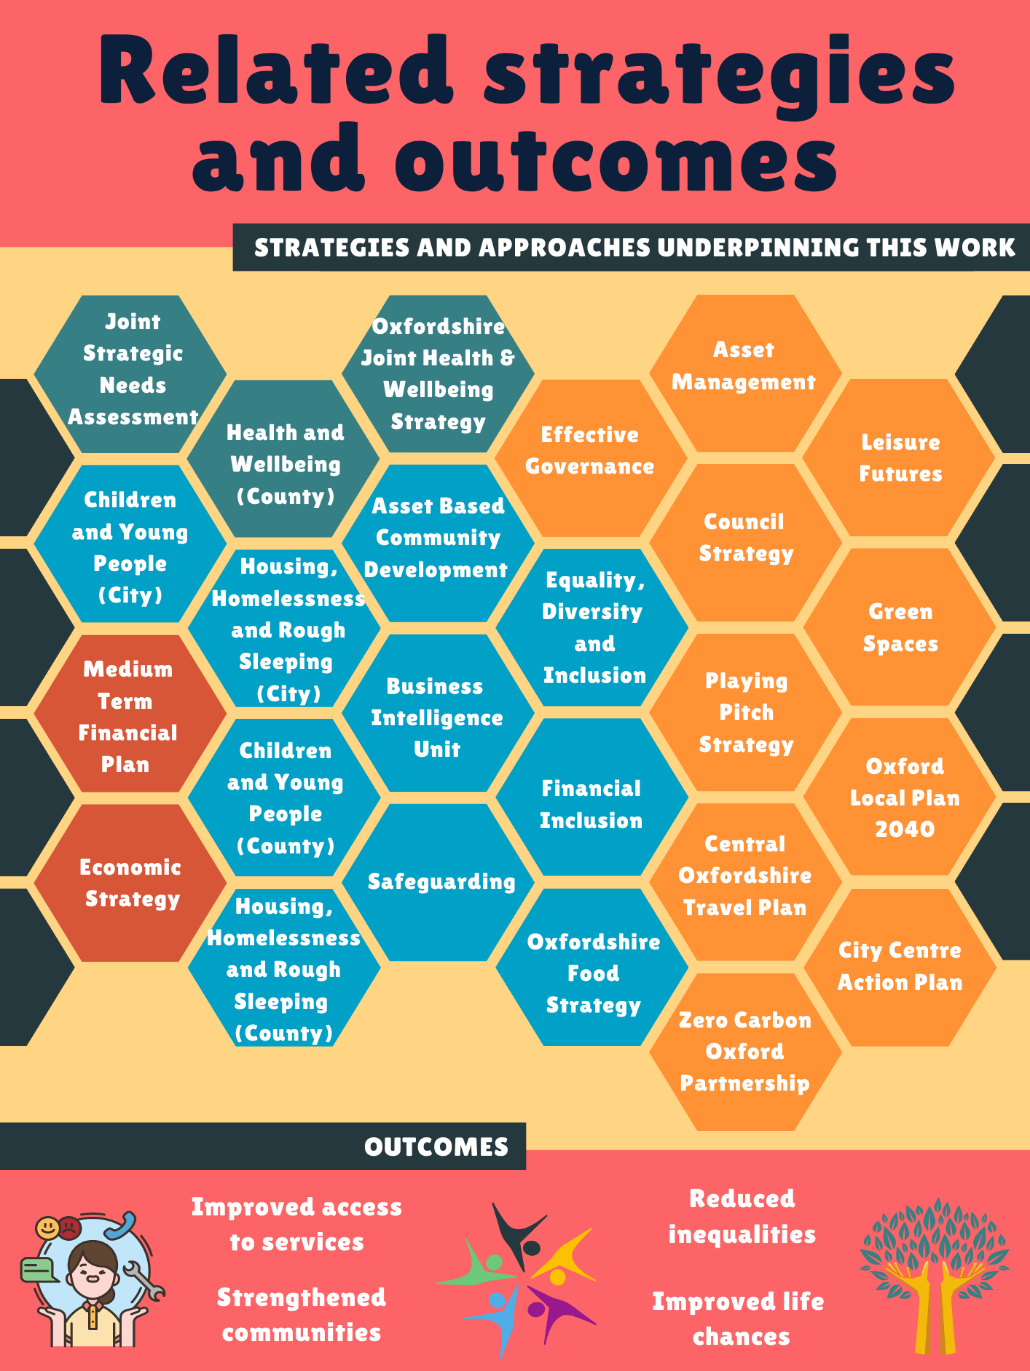 Related strategies
and outcomes
STRATEGIES AND APPROACHES UNDERPINNING THIS WORK
Joint
Strategic
Needs
Assessment
Children
and Young
People
(City)
Medium
Term
Financial
Plan
Economic
Strategy
Health and
Wellbeing
(County)
Housing,
Homelessness
and Rough
Sleeping
(City)
Children
and Young
People
(County)
Housing,
Homelessness
and Rough
Sleeping
(County)
Oxfordshire
Joint Health &
Wellbeing
Strategy
Asset Based
Community
Development
Business
Intelligence
Unit
Safeguarding
Effective
Governance
Equality,
Diversity
and
Inclusion
Financial
Inclusion
Oxfordshire
Food
Strategy
Asset
Management
Council
Strategy
Playing
Pitch
Strategy
Central
Oxfordshire
Travel Plan
Zero Carbon
Oxford
Partnership
Leisure
Futures
Green
Spaces
Oxford
Local Plan
2040
City Centre
Action Plan
OUTCOMES
Improved access
to services
Strengthened
communities
Reduced
inequalities
Improved life
chances